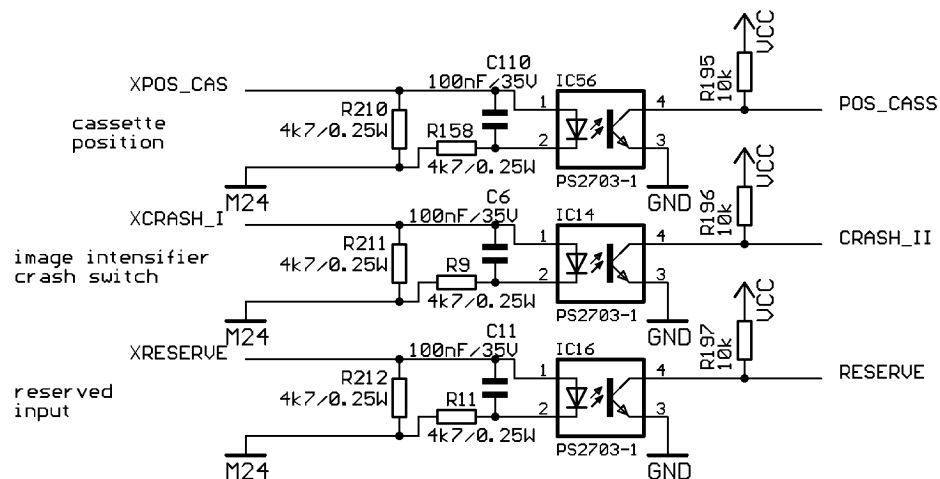 VCC
R195
10k
C110
100nF/35V
IC56
XPOS_CAS
R210
4k7/0.25W
1
4
POS_CASS
cassette
position
R158
4k7/0.25W
2
3
PS2703-1
M24
GND
VCC
R196
10k
C6
100nF/35V
IC14
XCRASH_I
R211
4k7/0.25W
1
4
CRASH_II
image intensifier
crash switch
R9
4k7/0.25W
2
3
PS2703-1
M24
GND
VCC
R197
10k
C11
100nF/35V
IC16
XRESERVE
R212
4k7/0.25W
1
4
RESERVE
reserved
input
R11
4k7/0.25W
2
3
PS2703-1
M24
GND